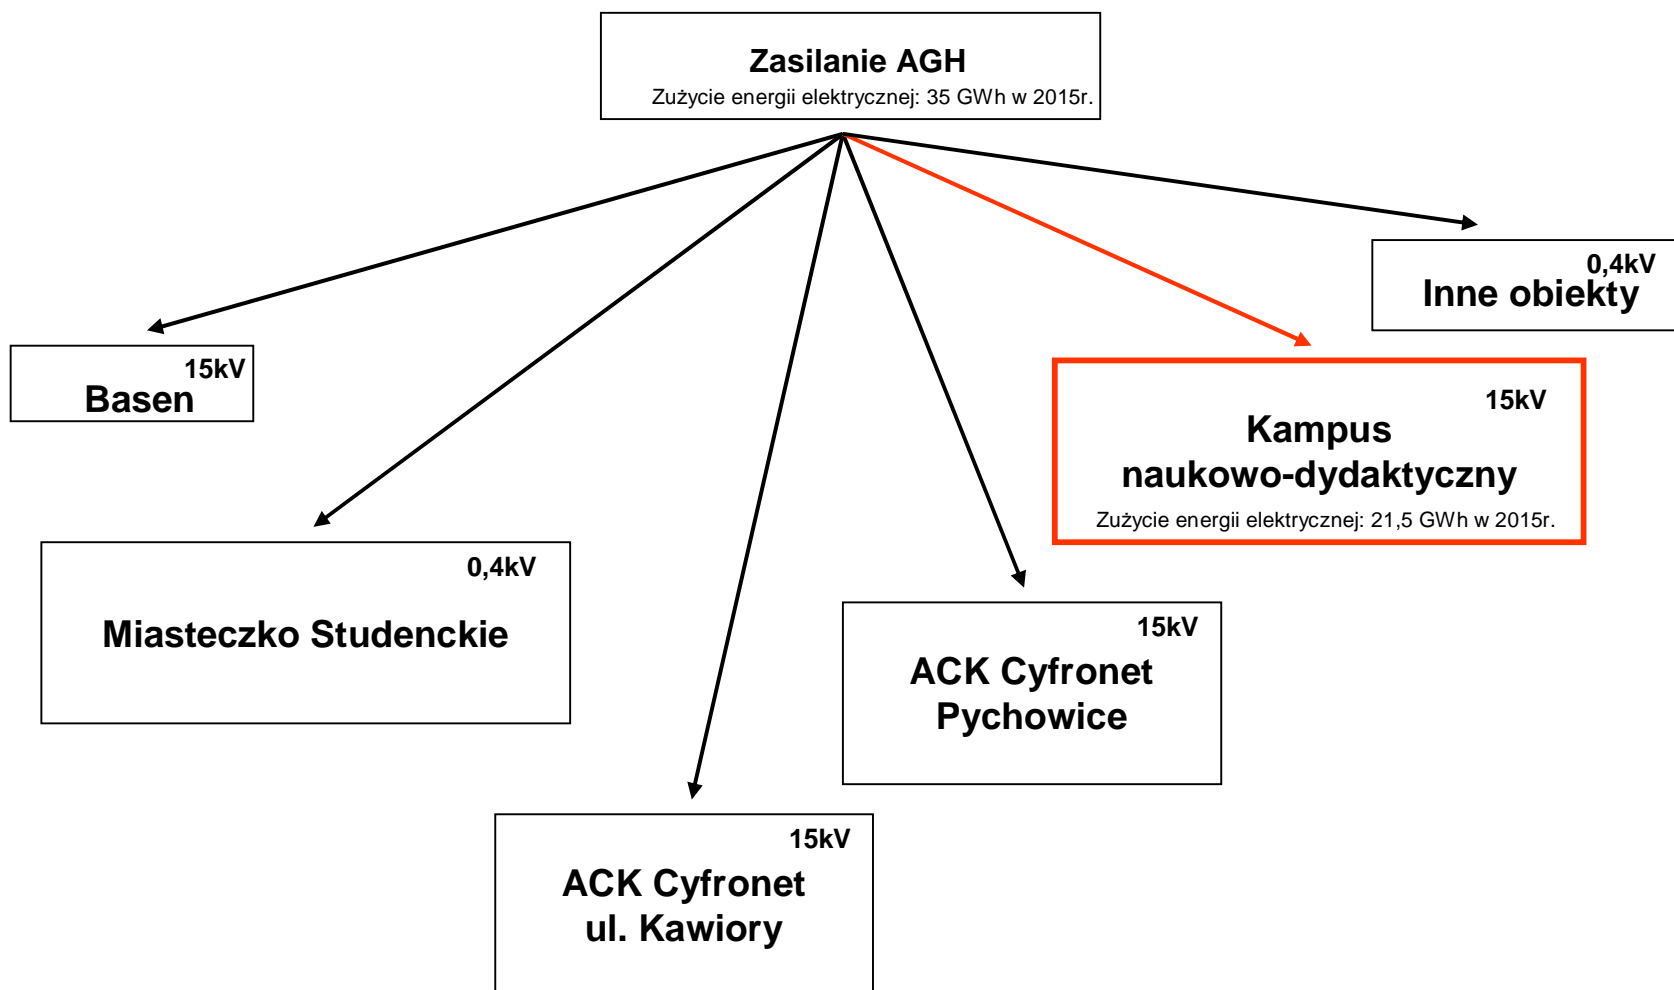 Zasilanie AGH
Zużycie energii elektrycznej: 35 GWh w 2015r.
0,4kV
Inne obiekty
15kV
Basen
15kV
Kampus
naukowo-dydaktyczny
Zużycie energii elektrycznej: 21,5 GWh w 2015r.
0,4kV
Miasteczko Studenckie
15kV
ACK Cyfronet
Pychowice
15kV
ACK Cyfronet
ul. Kawiory